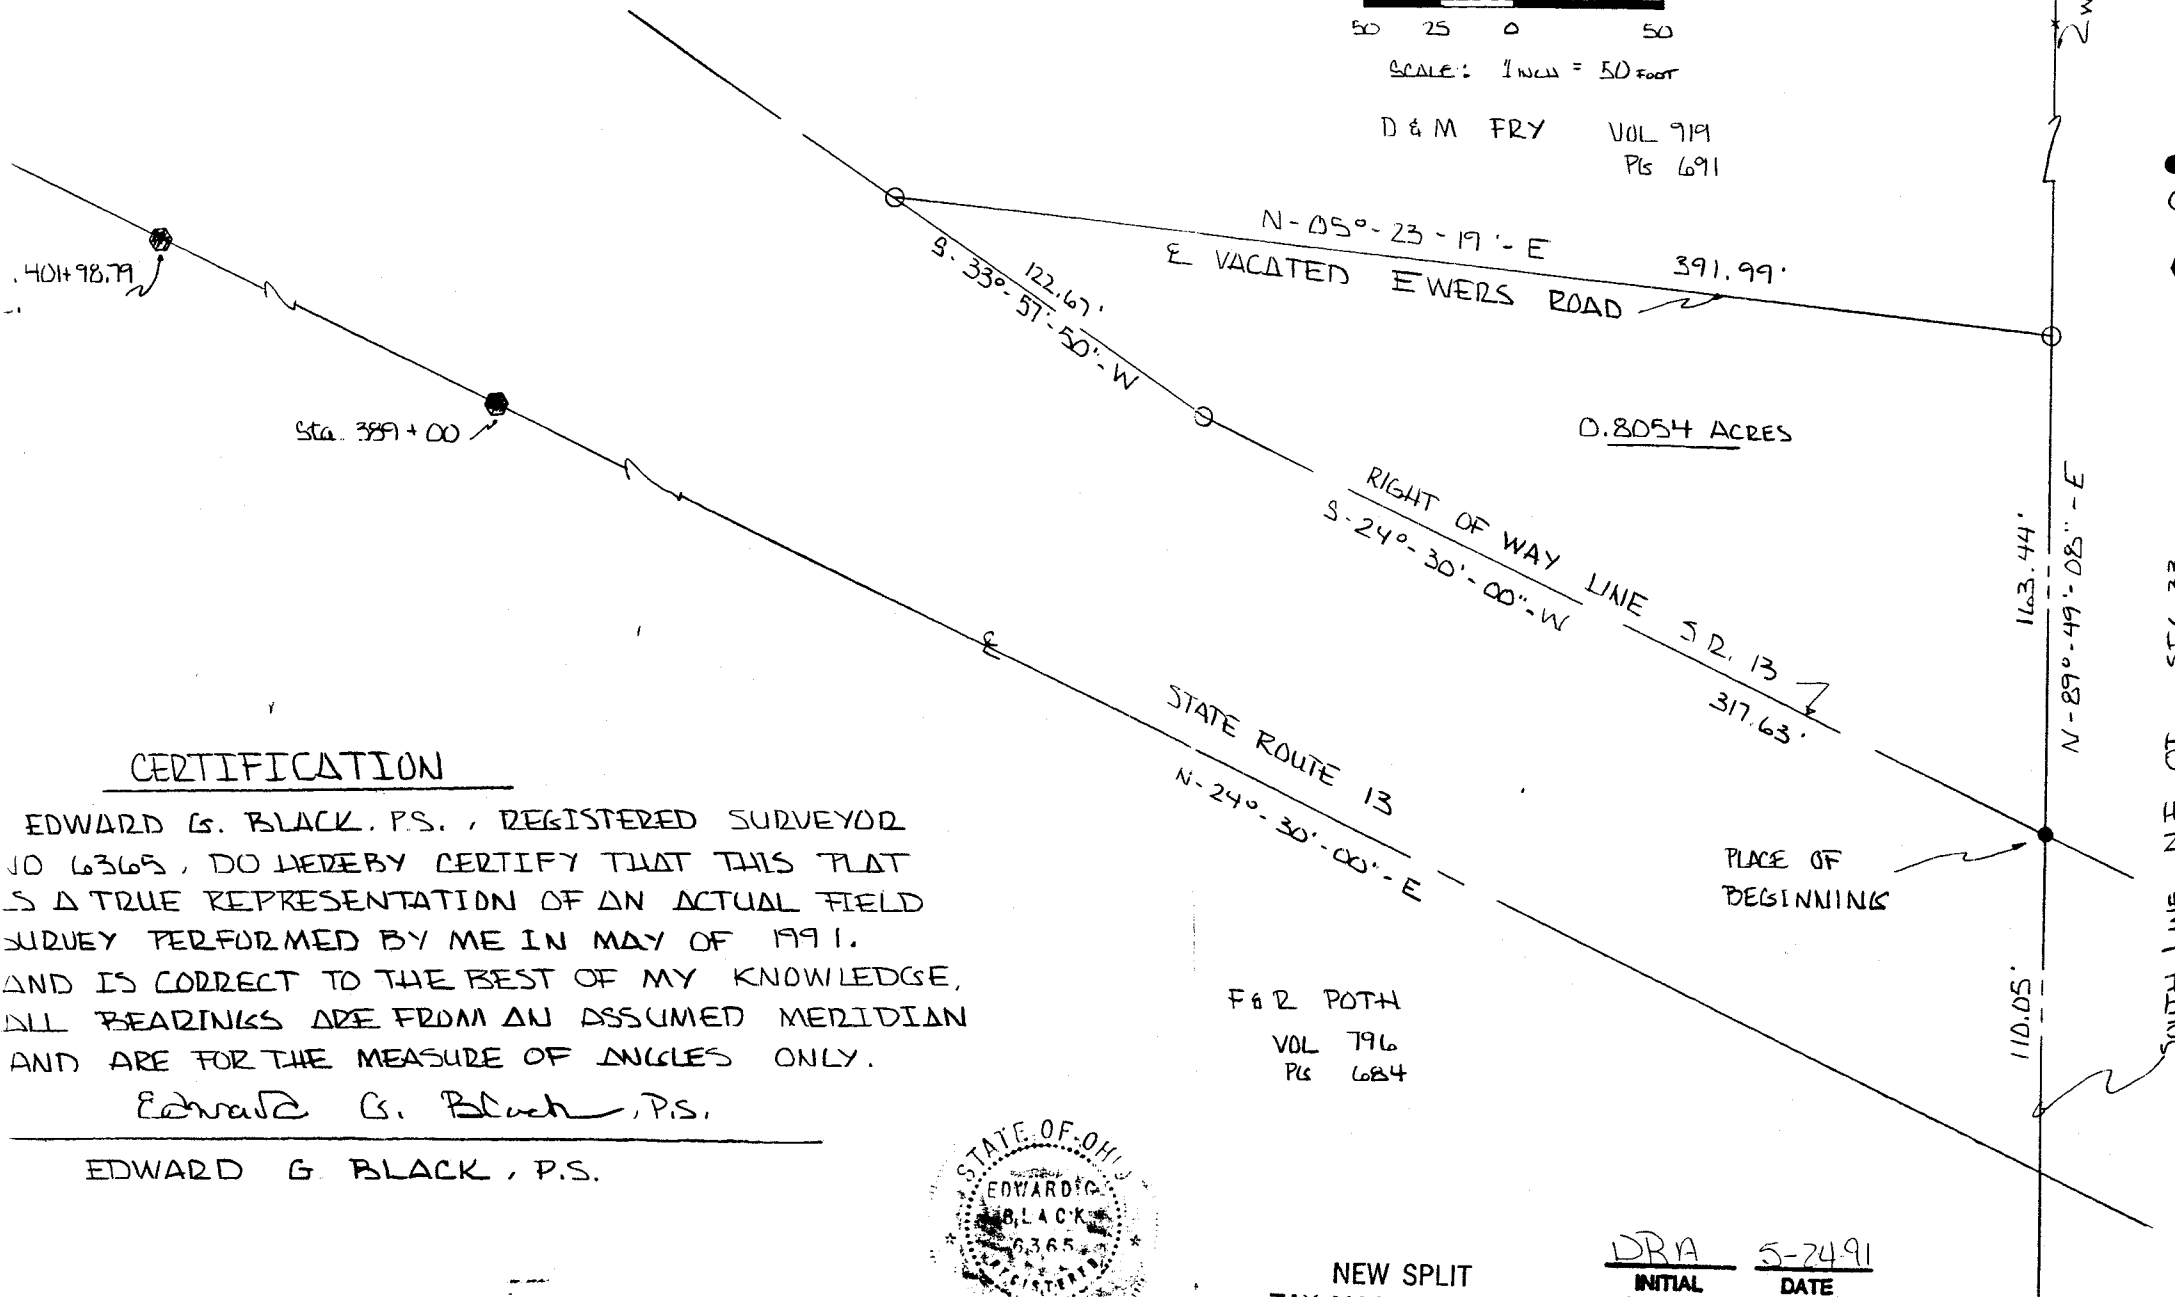 50 25 0 50
SCALE: 1 INCH = 50 FOOT
D & M FRY VOL 919
PG 691
N-05°-23-19'-E
℄ VACATED EWERS ROAD
391.99'
122.67'
S-33°-57'-50"-W
401+98.79
Sta. 389+00
0.8054 ACRES
RIGHT OF WAY LINE S R. 13
S-24°-30'-00"-W
317.63'
163.44'
N-89°-49'-08"-E
℄
STATE ROUTE 13
N-24°-30'-00'-E
PLACE OF
BEGINNING
110.05'
SOUTH LINE N.E. QT.
F & R POTH
VOL 796
PG 684
CERTIFICATION
EDWARD G. BLACK. P.S., REGISTERED SURVEYOR
NO 6365, DO HEREBY CERTIFY THAT THIS PLAT
IS A TRUE REPRESENTATION OF AN ACTUAL FIELD
SURVEY PERFORMED BY ME IN MAY OF 1991.
AND IS CORRECT TO THE BEST OF MY KNOWLEDGE,
ALL BEARINGS ARE FROM AN ASSUMED MERIDIAN
AND ARE FOR THE MEASURE OF ANGLES ONLY.
Edward G. Black, P.S.
EDWARD G BLACK, P.S.
STATE OF OHIO
EDWARD G.
BLACK
6365
REGISTERED
NEW SPLIT
DRA 5-24-91
INITIAL DATE